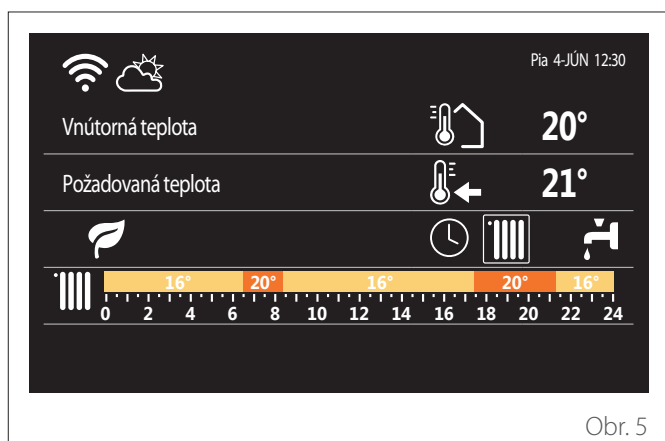 Pia 4-JÚN 12:30
Vnútorná teplota 20°
Požadovaná teplota 21°
16° 20° 16° 20° 16°
0 2 4 6 8 10 12 14 16 18 20 22 24
Obr. 5